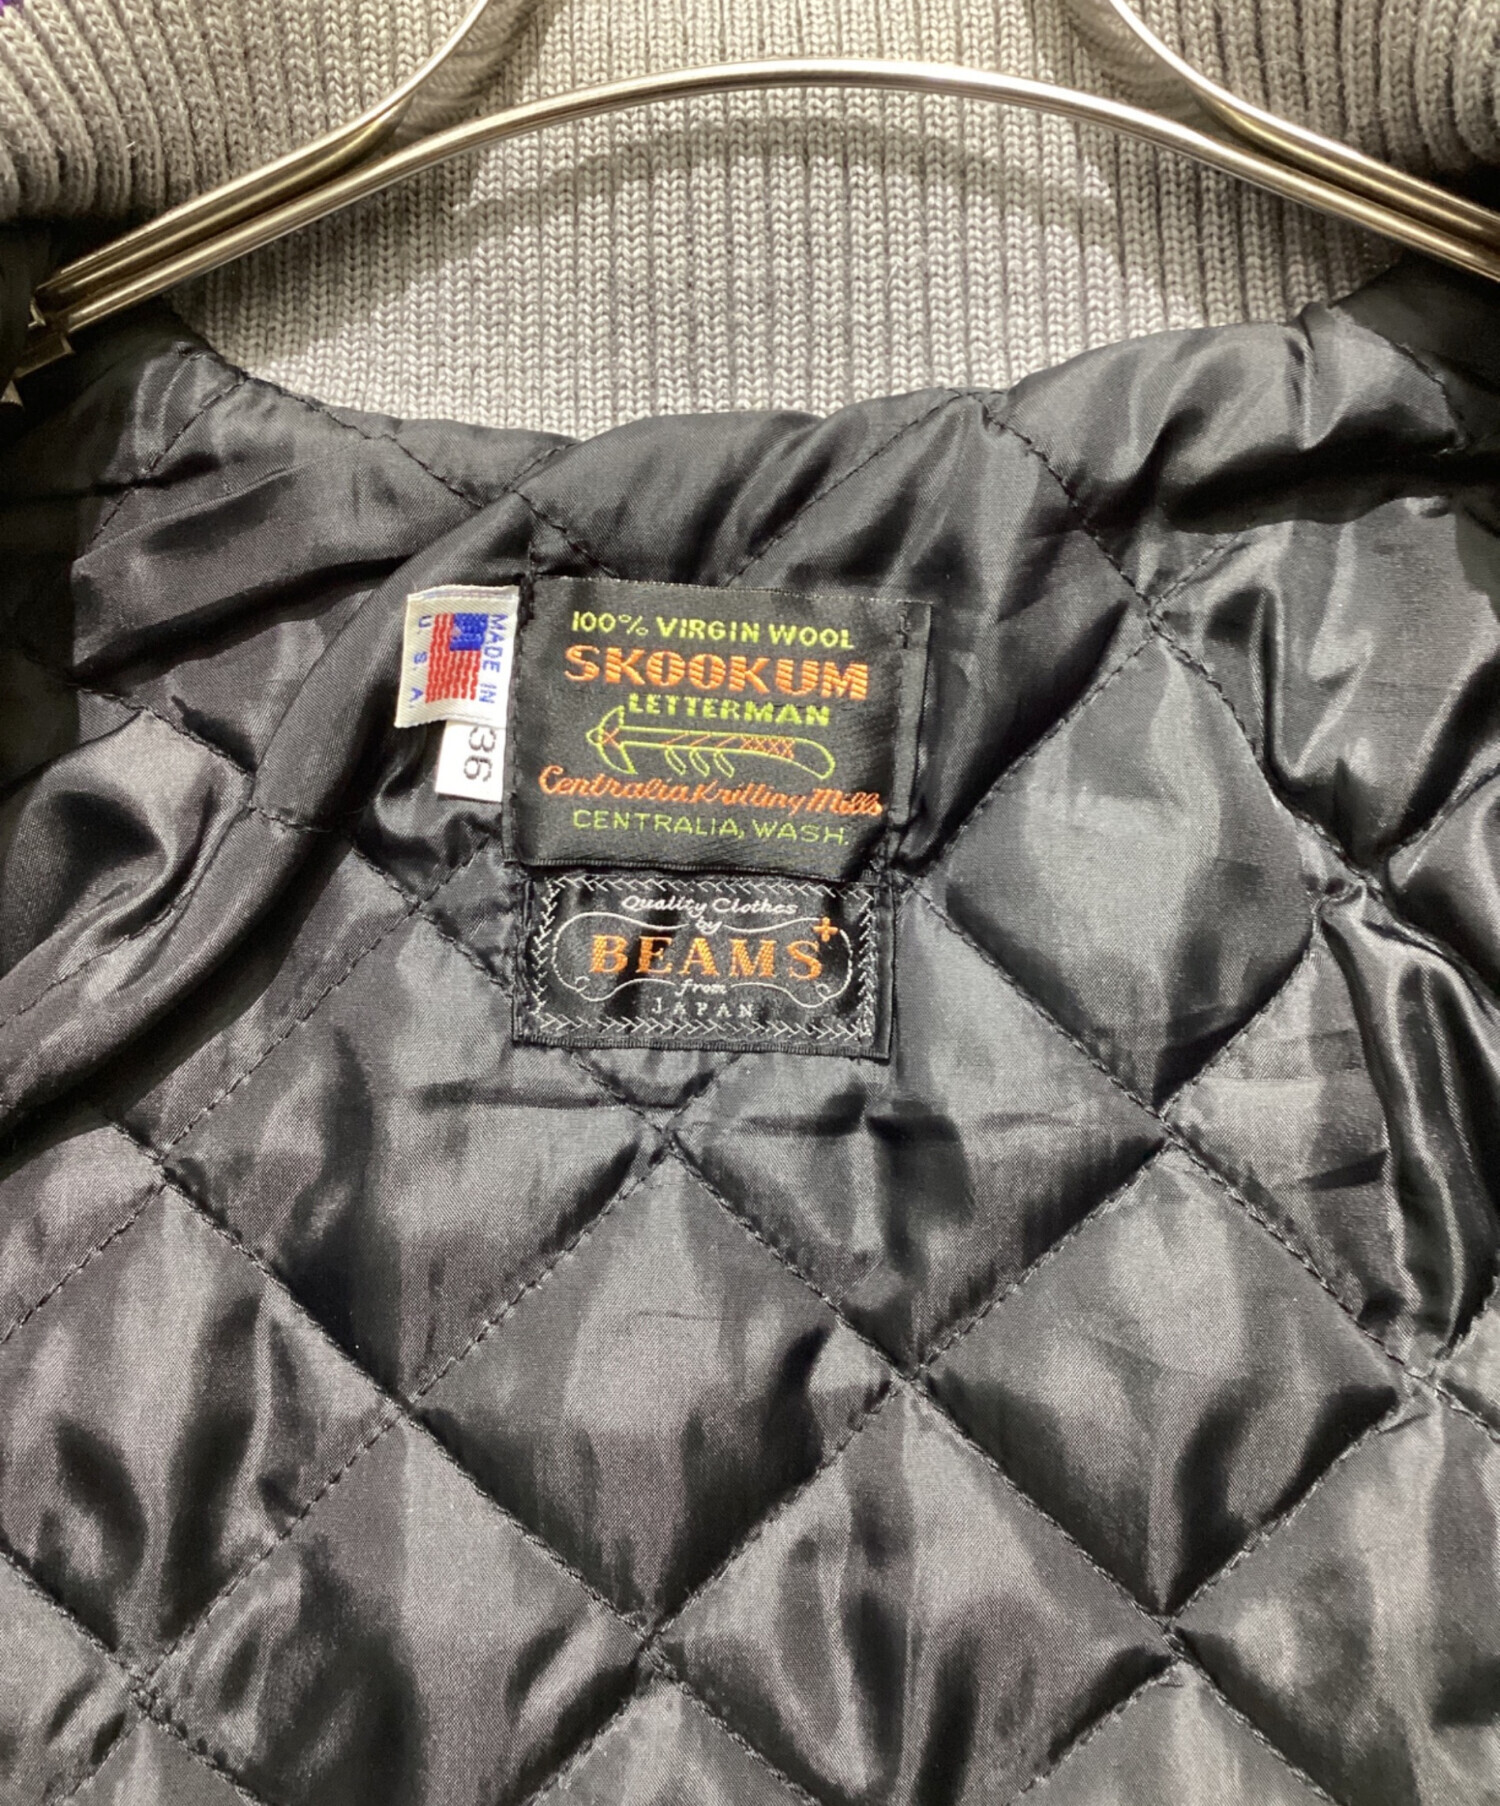 MADE IN
U.S.A.
36
100% VIRGIN WOOL
SKOOKUM
LETTERMAN
Centralia Knitting Mills
CENTRALIA, WASH.
Quality Clothes
by
BEAMS+
from
JAPAN